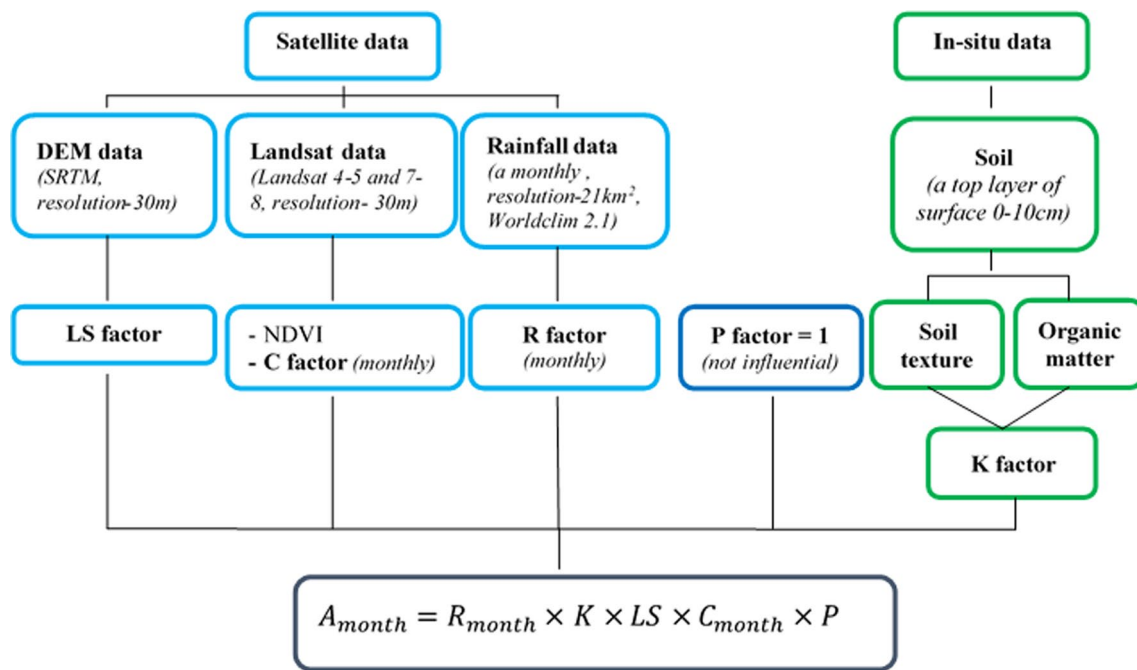 Satellite data
In-situ data
DEM data
(SRTM,
resolution-30m)
Landsat data
(Landsat 4-5 and 7-
8, resolution- 30m)
Rainfall data
(a monthly ,
resolution-21km²,
Worldclim 2.1)
Soil
(a top layer of
surface 0-10cm)
LS factor
- NDVI
- C factor (monthly)
R factor
(monthly)
P factor = 1
(not influential)
Soil
texture
Organic
matter
K factor
A_month = R_month × K × LS × C_month × P